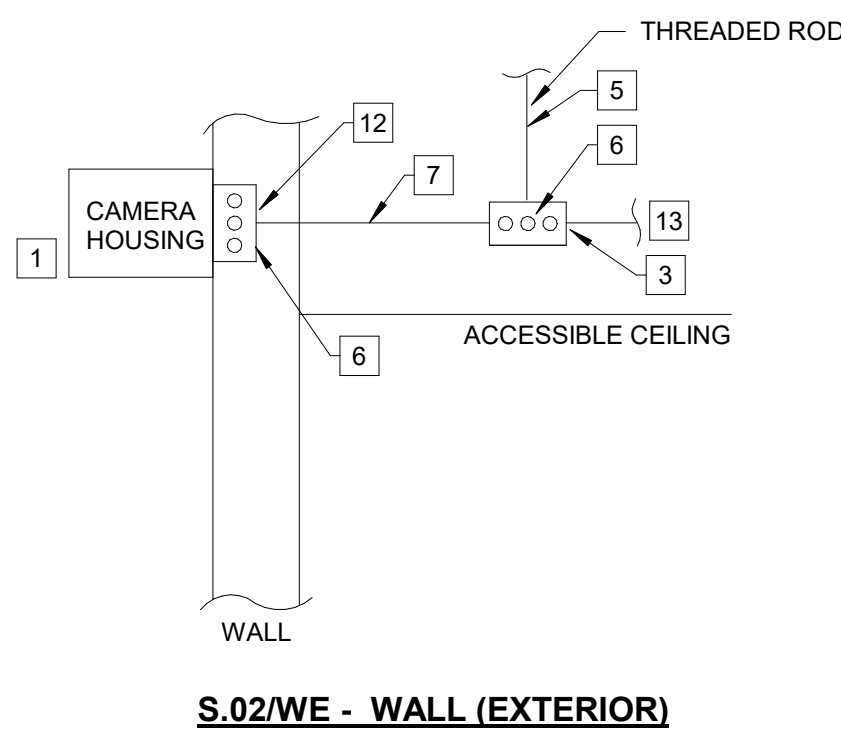 THREADED ROD
5
12
6
7
CAMERA
HOUSING
13
1
3
ACCESSIBLE CEILING
6
WALL
S.02/WE - WALL (EXTERIOR)